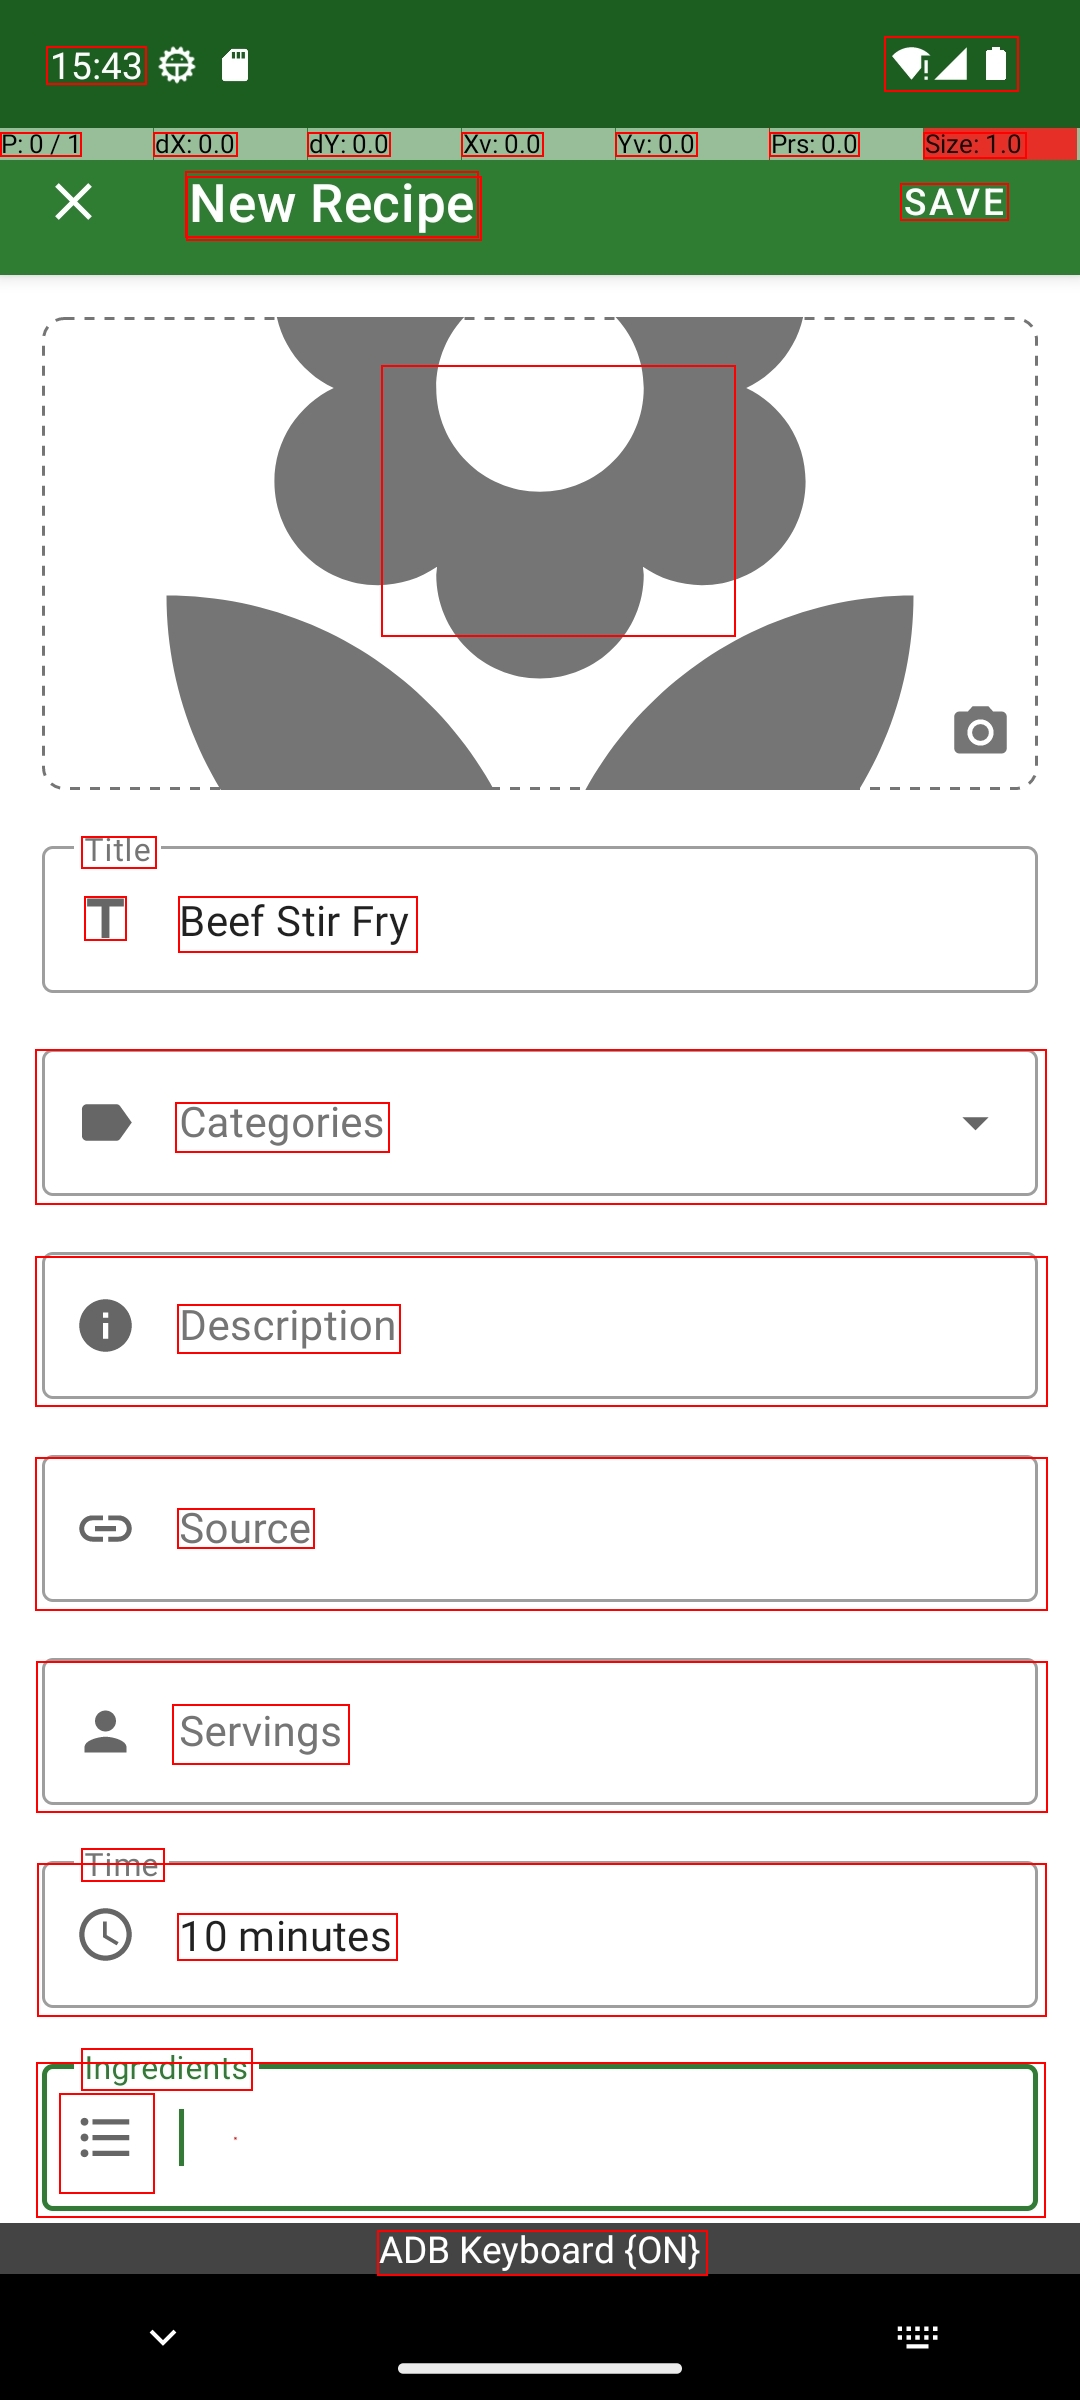 15:43
P: 0 / 1 dX: 0.0 dY: 0.0 Xv: 0.0 Yv: 0.0 Prs: 0.0 Size: 1.0
New Recipe SAVE
Title
Beef Stir Fry
Categories
Description
Source
Servings
Time
10 minutes
Ingredients
ADB Keyboard {ON}